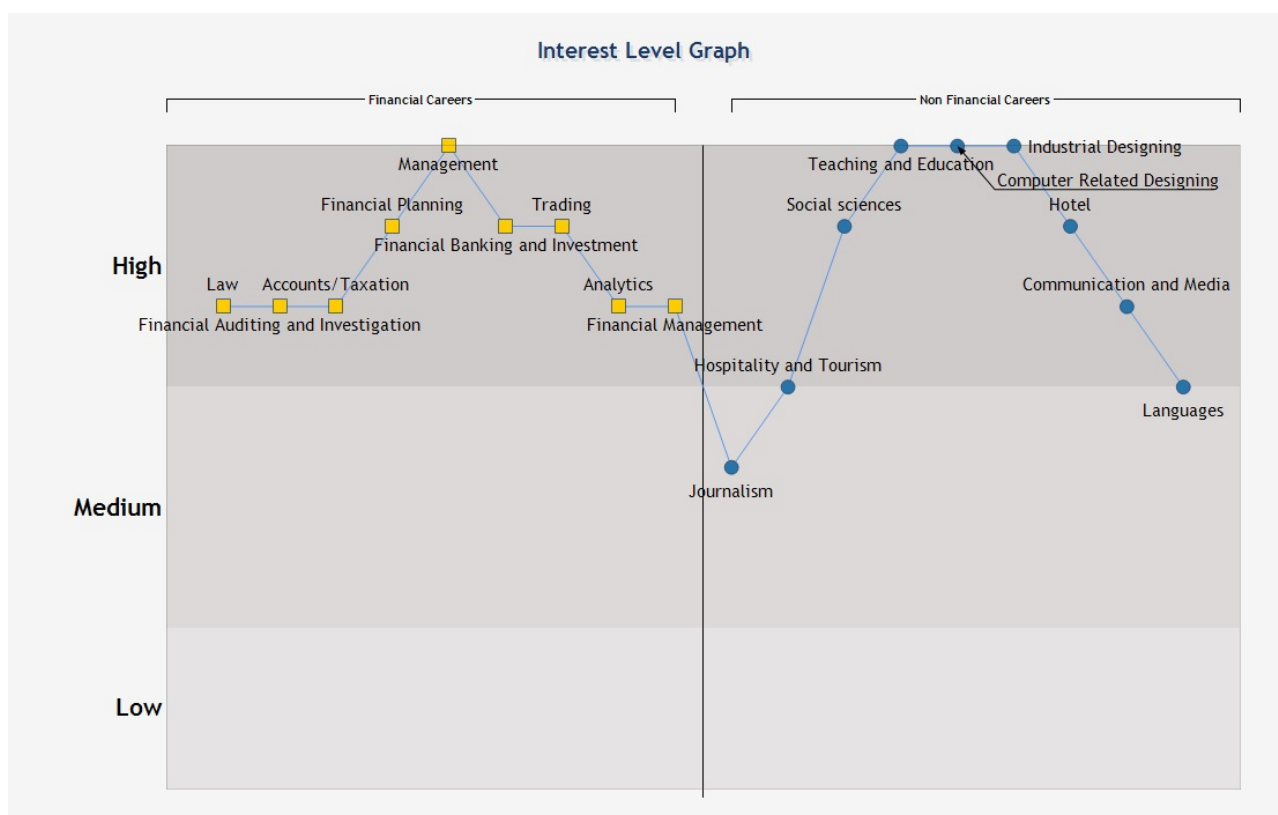 Interest Level Graph
Financial Careers
Non Financial Careers
Management
Teaching and Education
Industrial Designing
Computer Related Designing
Financial Planning
Trading
Social sciences
Hotel
Financial Banking and Investment
High
Law
Accounts/Taxation
Analytics
Communication and Media
Financial Auditing and Investigation
Financial Management
Hospitality and Tourism
Languages
Journalism
Medium
Low